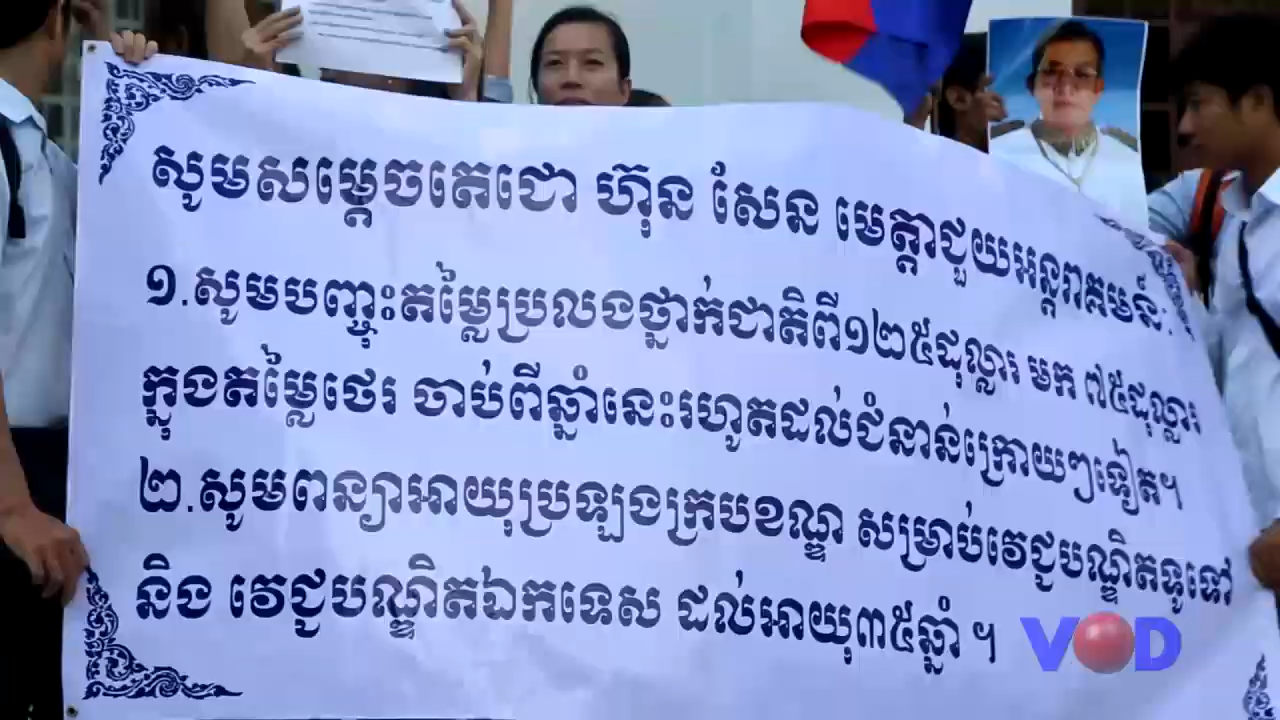 សូមសម្ដេចតេជោ ហ៊ុន សែន មេត្តាជួយអន្តរាគមន៍:
១.សូមបញ្ចុះតម្លៃប្រលងថ្នាក់ជាតិពី១២៥ដុល្លារ មក ៧៥ដុល្លារ
ក្នុងតម្លៃថេរ ចាប់ពីឆ្នាំនេះរហូតដល់ជំនាន់ក្រោយៗទៀត។
២.សូមពន្យាអាយុប្រឡងក្របខណ្ឌ សម្រាប់វេជ្ជបណ្ឌិតទូទៅ
និង វេជ្ជបណ្ឌិតឯកទេស ដល់អាយុ៣៥ឆ្នាំ ។
VOD